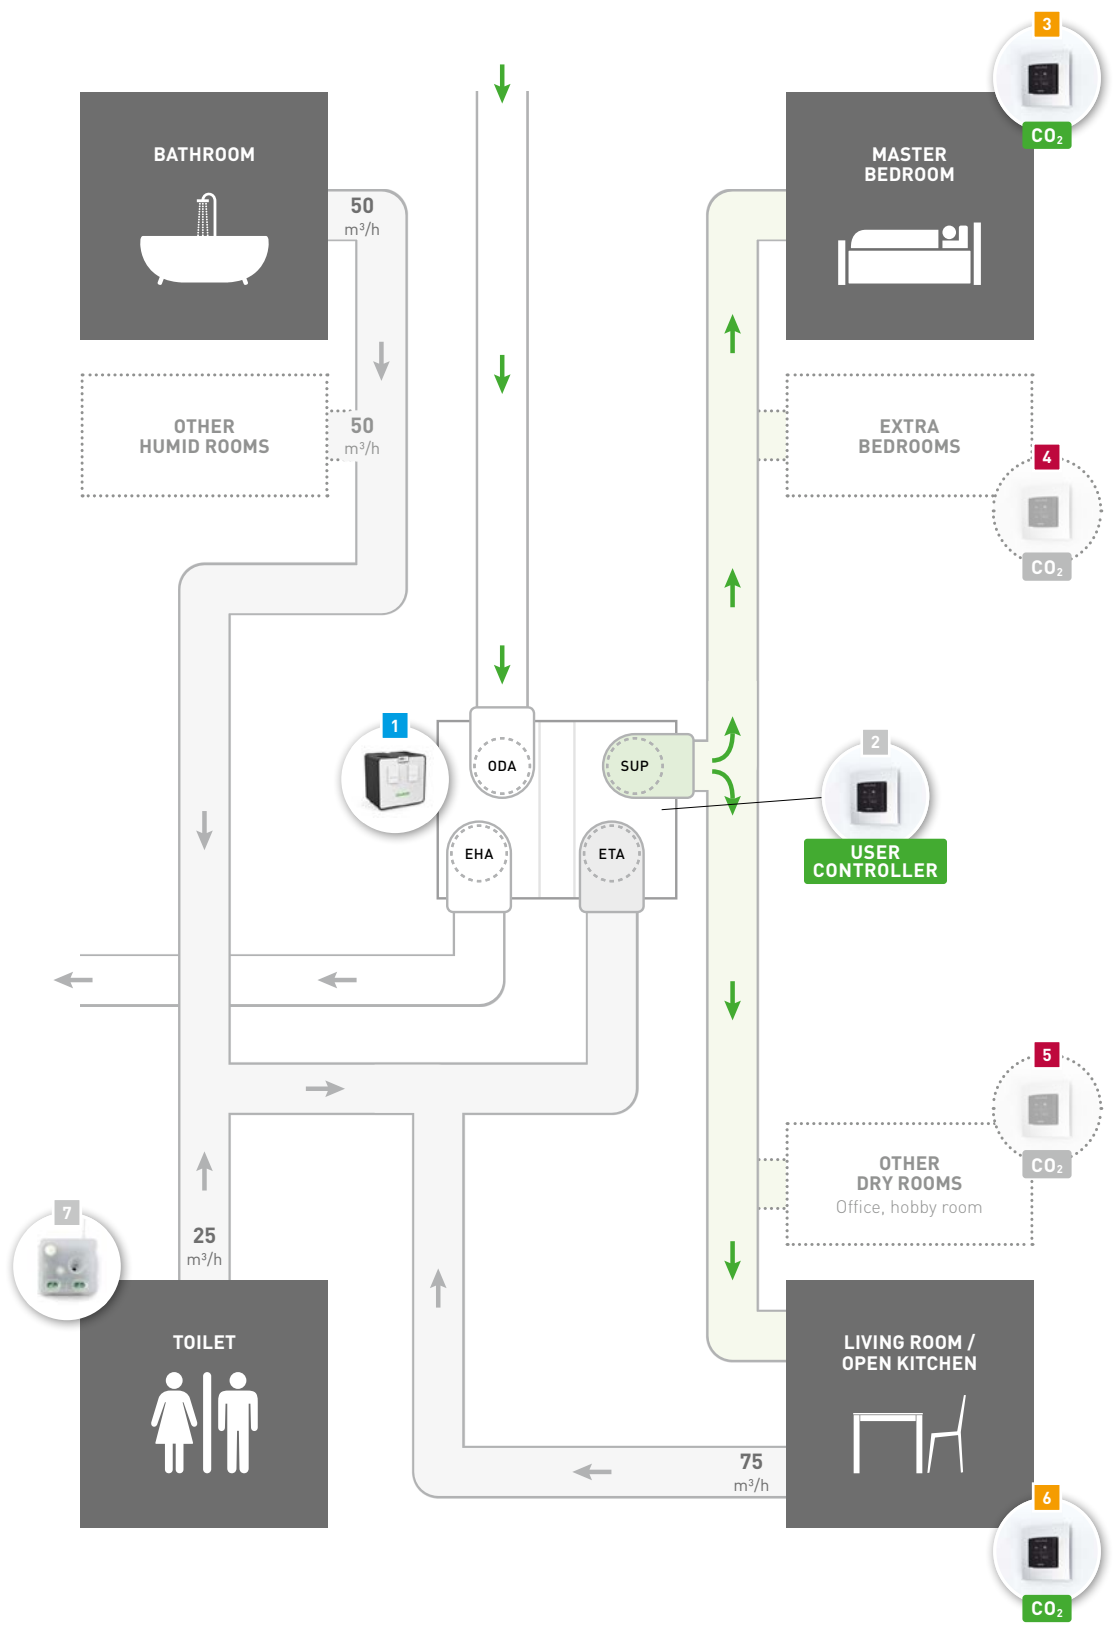 3
CO₂
BATHROOM
50
m³/h
MASTER
BEDROOM
OTHER
HUMID ROOMS
50
m³/h
EXTRA
BEDROOMS
4
CO₂
1
ODA
SUP
2
EHA
ETA
USER
CONTROLLER
5
CO₂
OTHER
DRY ROOMS
Office, hobby room
7
25
m³/h
TOILET
LIVING ROOM /
OPEN KITCHEN
75
m³/h
6
CO₂